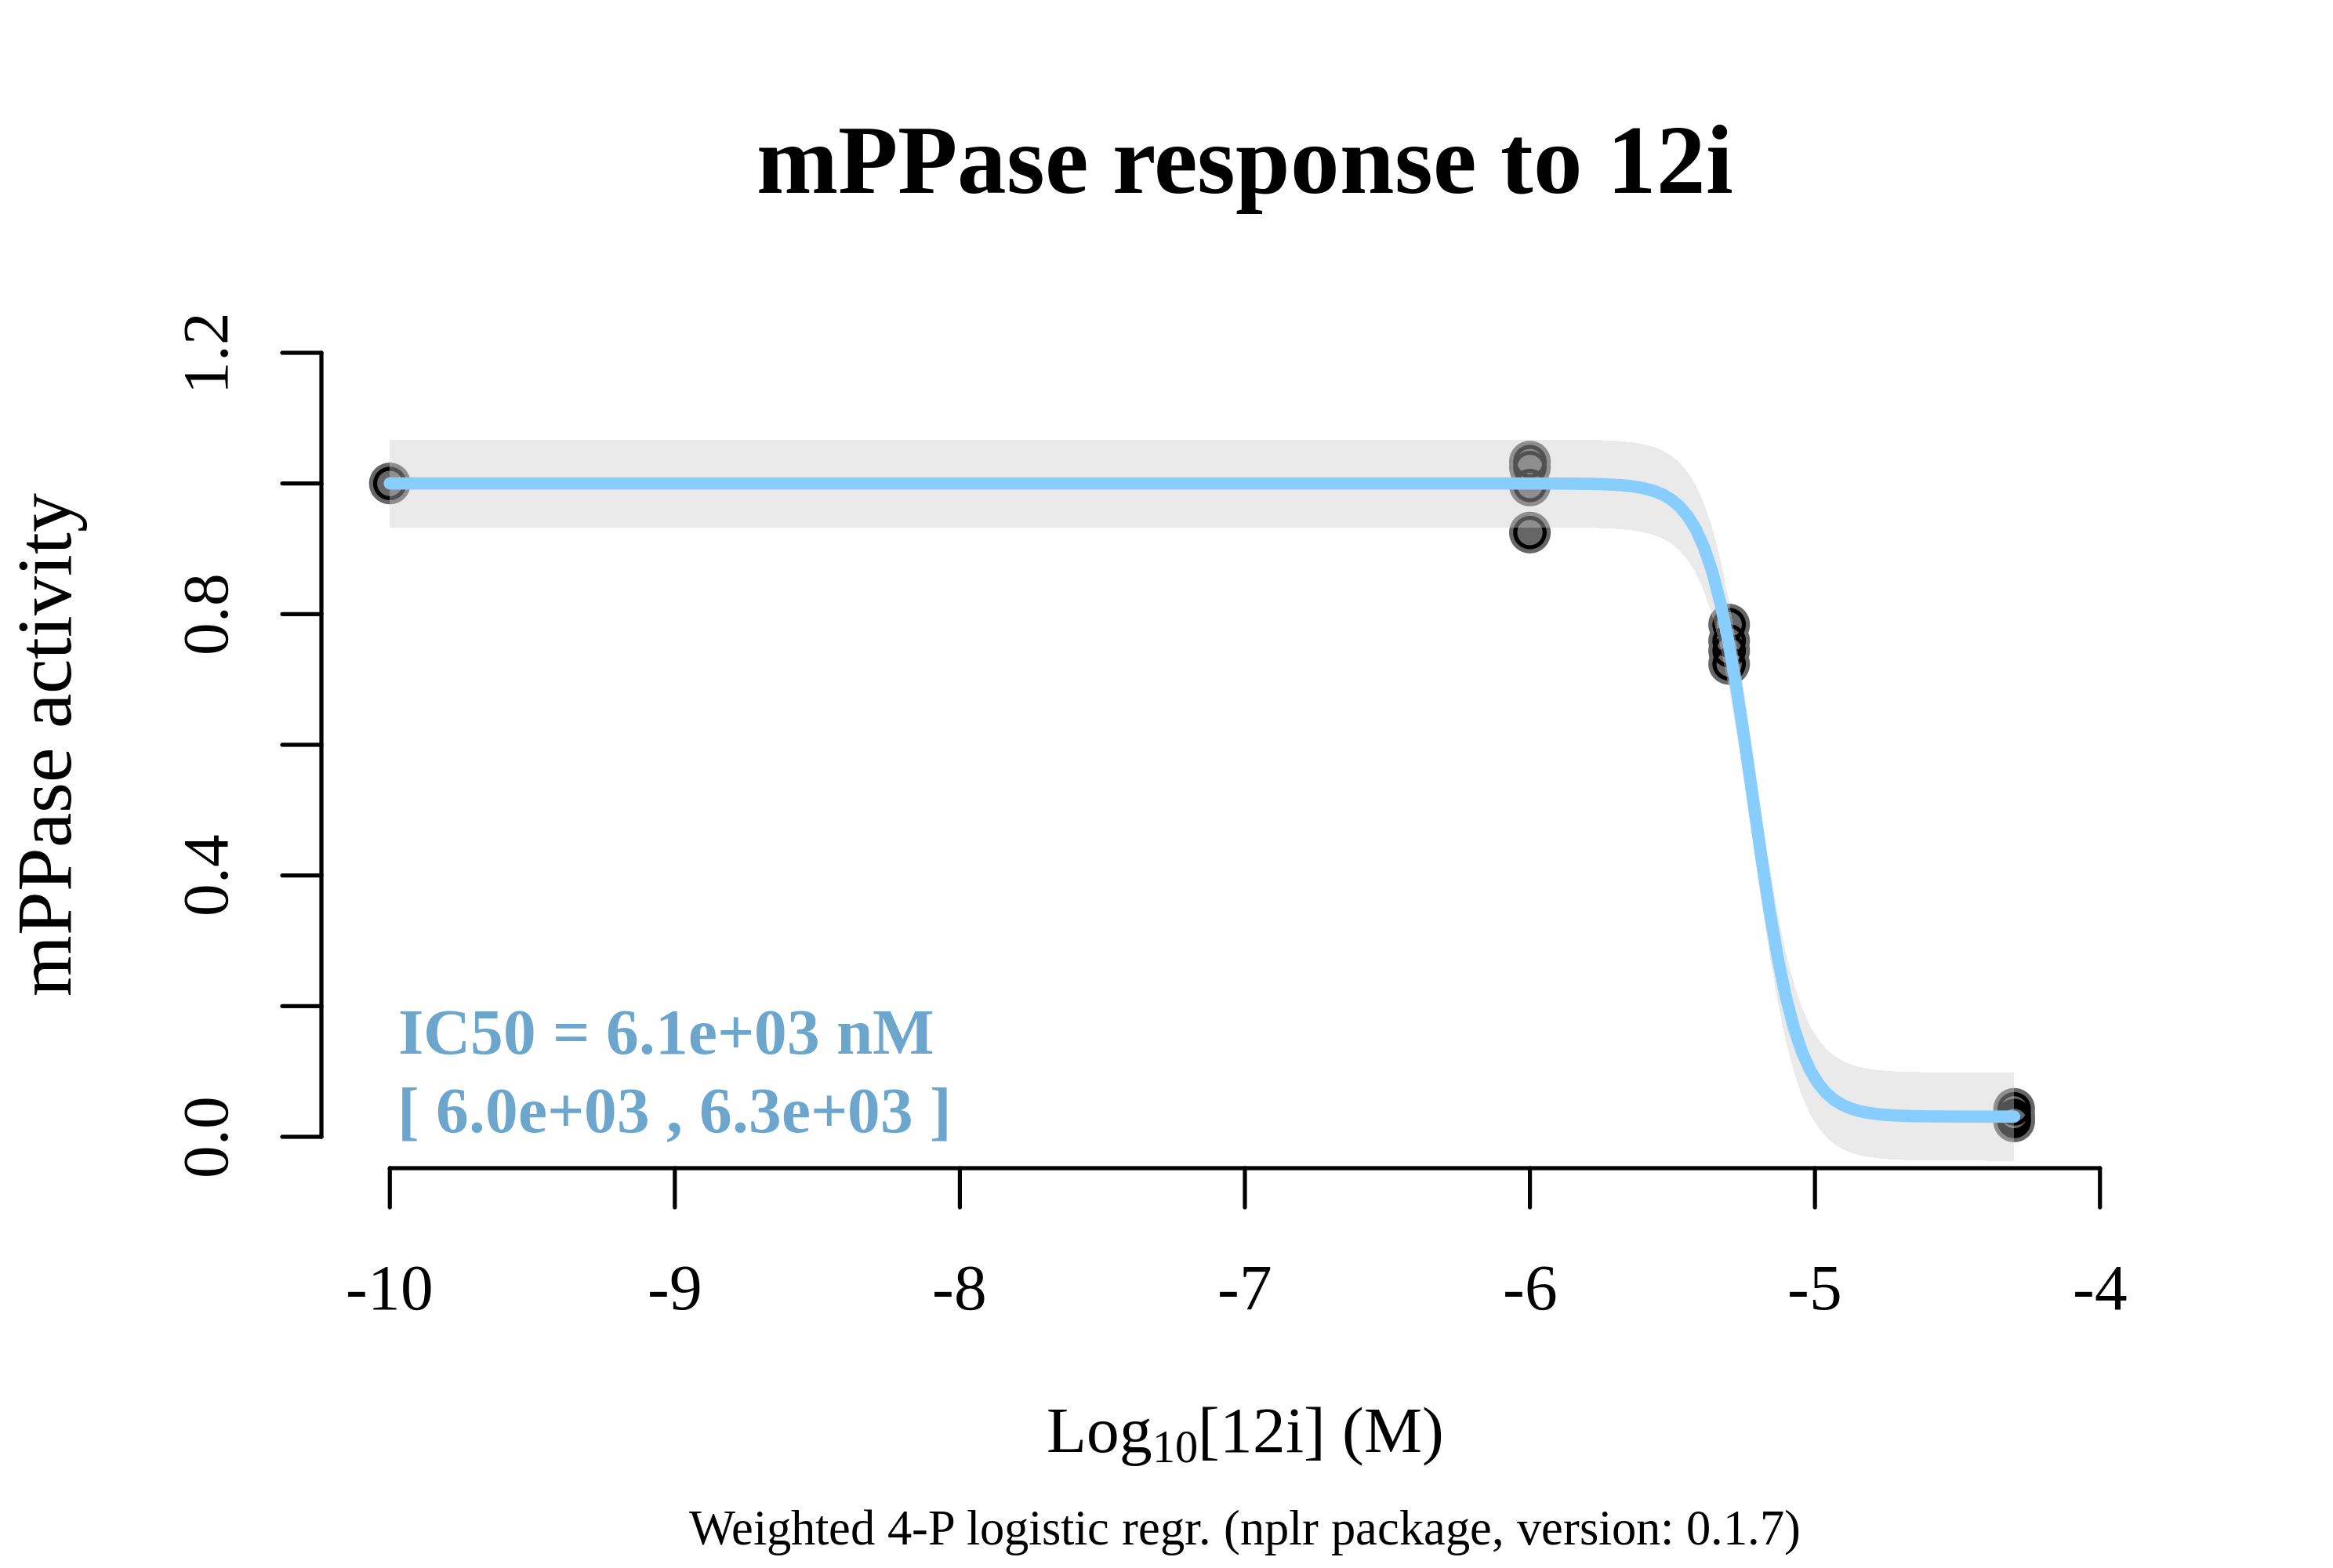 mPPase response to 12i
mPPase activity
1.2
0.8
0.4
0.0
IC50 = 6.1e+03 nM
[ 6.0e+03 , 6.3e+03 ]
-10 -9 -8 -7 -6 -5 -4
Log10[12i] (M)
Weighted 4-P logistic regr. (nplr package, version: 0.1.7)